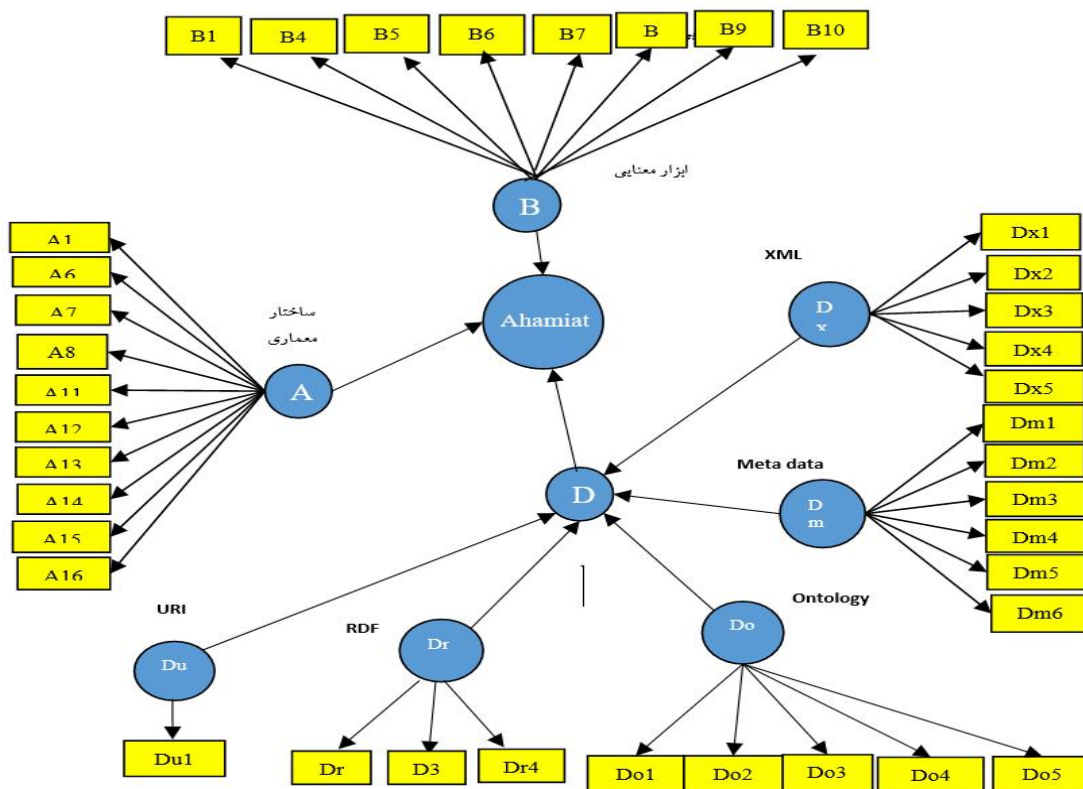 B1
B4
B5
B6
B7
B
B9
B10
ابزار معنایی
B
A1
A6
A7
A8
A11
A12
A13
A14
A15
A16
ساختار
معماری
A
Ahamiat
XML
D
x
Dx1
Dx2
Dx3
Dx4
Dx5
Meta data
D
m
Dm1
Dm2
Dm3
Dm4
Dm5
Dm6
D
URI
Du
Du1
RDF
Dr
Dr
D3
Dr4
Ontology
Do
Do1
Do2
Do3
Do4
Do5